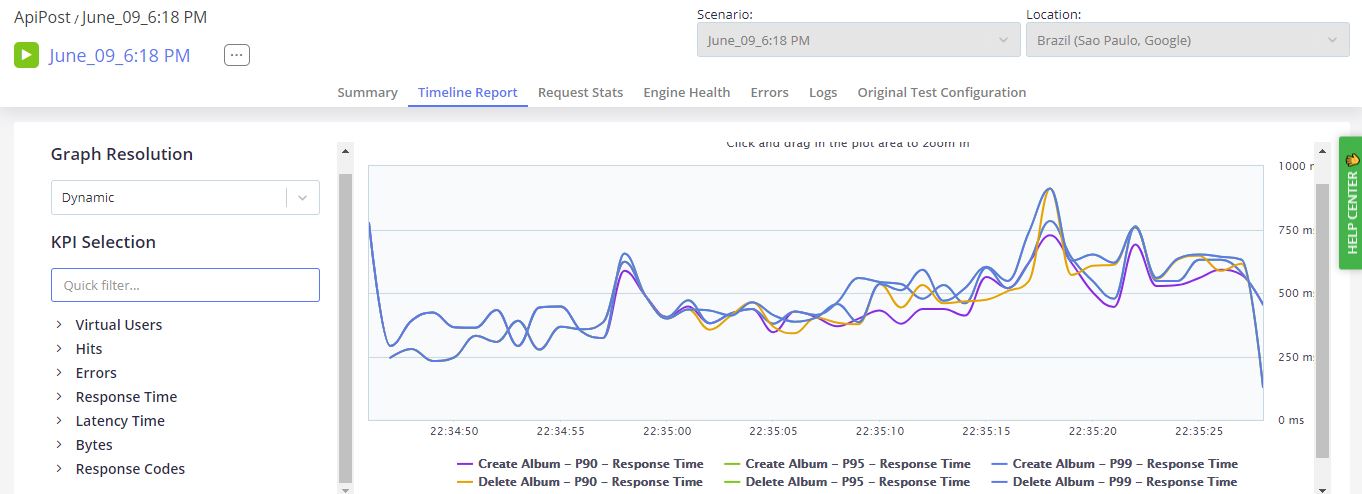 ApiPost / June_09_6:18 PM
Scenario:
Location:
June_09_6:18 PM
...
June_09_6:18 PM
Brazil (Sao Paulo, Google)
Summary
Timeline Report
Request Stats
Engine Health
Errors
Logs
Original Test Configuration
Graph Resolution
Dynamic
KPI Selection
Quick filter...
Virtual Users
Hits
Errors
Response Time
Latency Time
Bytes
Response Codes
Click and drag in the plot area to zoom in
1000 m
750 ms
500 ms
250 ms
0 ms
22:34:50
22:34:55
22:35:00
22:35:05
22:35:10
22:35:15
22:35:20
22:35:25
Create Album – P90 – Response Time
Create Album – P95 – Response Time
Create Album – P99 – Response Time
Delete Album – P90 – Response Time
Delete Album – P95 – Response Time
Delete Album – P99 – Response Time
HELP CENTER